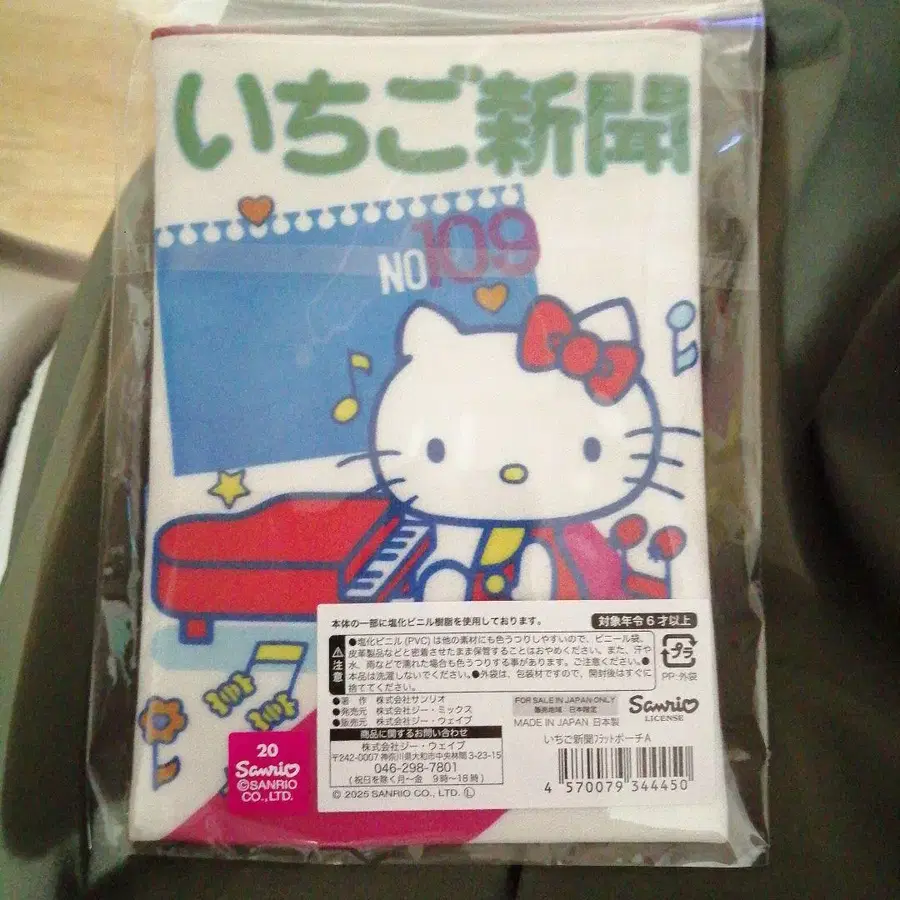 いちご新聞
NO 109
本体の一部に塩化ビニル樹脂を使用しております。
対象年令6才以上
注意
●塩化ビニル(PVC)は他の素材にも色うつりしやすいので、ビニール袋、
皮革製品などと密着させたまま保管することはおやめください。また、汗や
水、雨などで濡れた場合も色うつりする事があります。ご注意ください。●
本品は洗濯しないでください。●外袋は、包装材ですので、開封後はすぐに
捨ててください。
プラ
PP:外袋
●著 作 株式会社サンリオ
●発売元 株式会社ジー・ミックス
●販売元 株式会社ジー・ウェイブ
FOR SALE IN JAPAN ONLY
販売地域 日本限定
MADE IN JAPAN 日本製
Sanrio
LICENSE
商品に関するお問い合わせ
株式会社ジー・ウェイブ
〒242-0007 神奈川県大和市中央林間3-23-15
046-298-7801
(祝日を除く月~金 9時~18時)
© 2025 SANRIO CO., LTD. Ⓛ
いちご新聞フラットポーチA
4 570079 344450
20
Sanrio
©SANRIO
CO.,LTD.